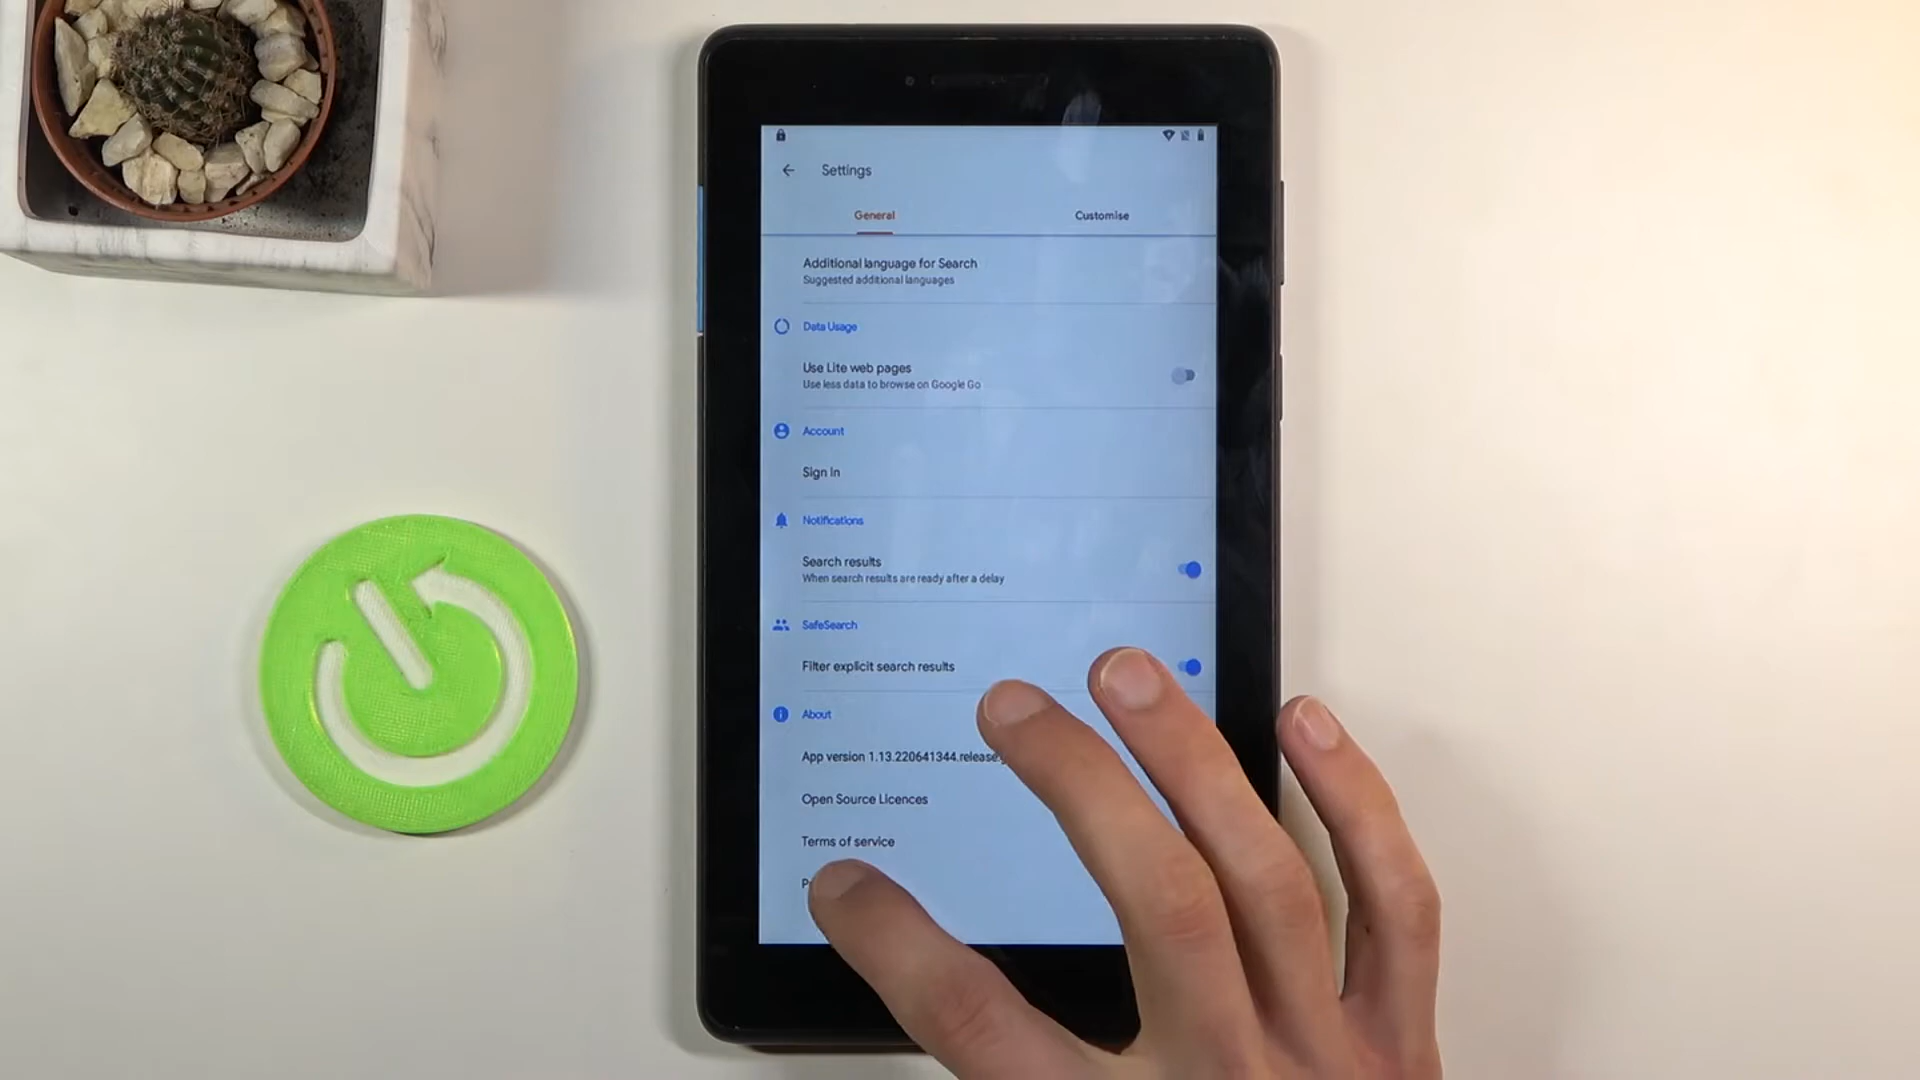 Settings
General
Customise
Additional language for Search
Suggested additional languages
Data Usage
Use Lite web pages
Use less data to browse on Google Go
Account
Sign in
Notifications
Search results
When search results are ready after a delay
SafeSearch
Filter explicit search results
About
App version 1.13.220641344.release
Open Source Licences
Terms of service